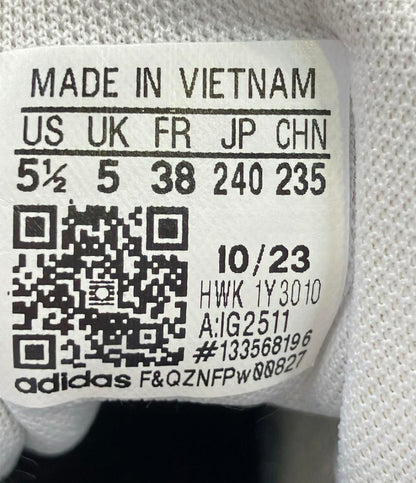 MADE IN VIETNAM
US UK FR JP CHN
5½ 5 38 240 235
10/23
HWK 1Y3010
A:IG2511
#133568196
adidas F&QZNFPW00827